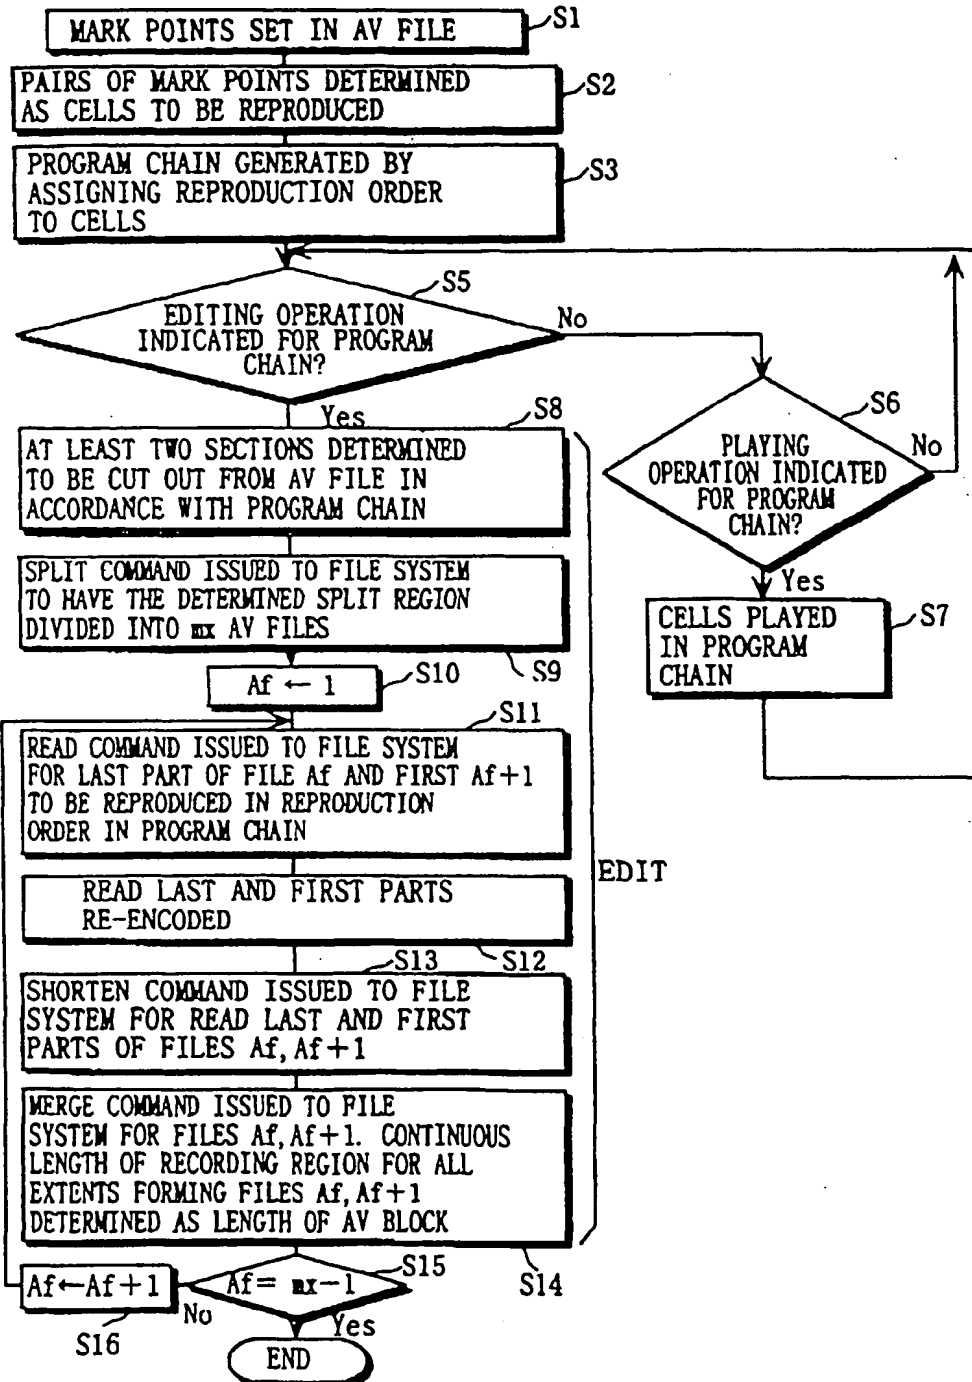 MARK POINTS SET IN AV FILE
S1
PAIRS OF MARK POINTS DETERMINED
AS CELLS TO BE REPRODUCED
S2
PROGRAM CHAIN GENERATED BY
ASSIGNING REPRODUCTION ORDER
TO CELLS
S3
S5
EDITING OPERATION
INDICATED FOR PROGRAM
CHAIN?
No
Yes
S6
PLAYING
OPERATION INDICATED
FOR PROGRAM
CHAIN?
No
Yes
CELLS PLAYED
IN PROGRAM
CHAIN
S7
S8
AT LEAST TWO SECTIONS DETERMINED
TO BE CUT OUT FROM AV FILE IN
ACCORDANCE WITH PROGRAM CHAIN
SPLIT COMMAND ISSUED TO FILE SYSTEM
TO HAVE THE DETERMINED SPLIT REGION
DIVIDED INTO mx AV FILES
S9
Af ← 1
S10
S11
READ COMMAND ISSUED TO FILE SYSTEM
FOR LAST PART OF FILE Af AND FIRST Af+1
TO BE REPRODUCED IN REPRODUCTION
ORDER IN PROGRAM CHAIN
EDIT
READ LAST AND FIRST PARTS
RE-ENCODED
S12
S13
SHORTEN COMMAND ISSUED TO FILE
SYSTEM FOR READ LAST AND FIRST
PARTS OF FILES Af, Af+1
MERGE COMMAND ISSUED TO FILE
SYSTEM FOR FILES Af, Af+1. CONTINUOUS
LENGTH OF RECORDING REGION FOR ALL
EXTENTS FORMING FILES Af, Af+1
DETERMINED AS LENGTH OF AV BLOCK
S14
S15
Af= mx-1
Af←Af+1
No
S16
Yes
END